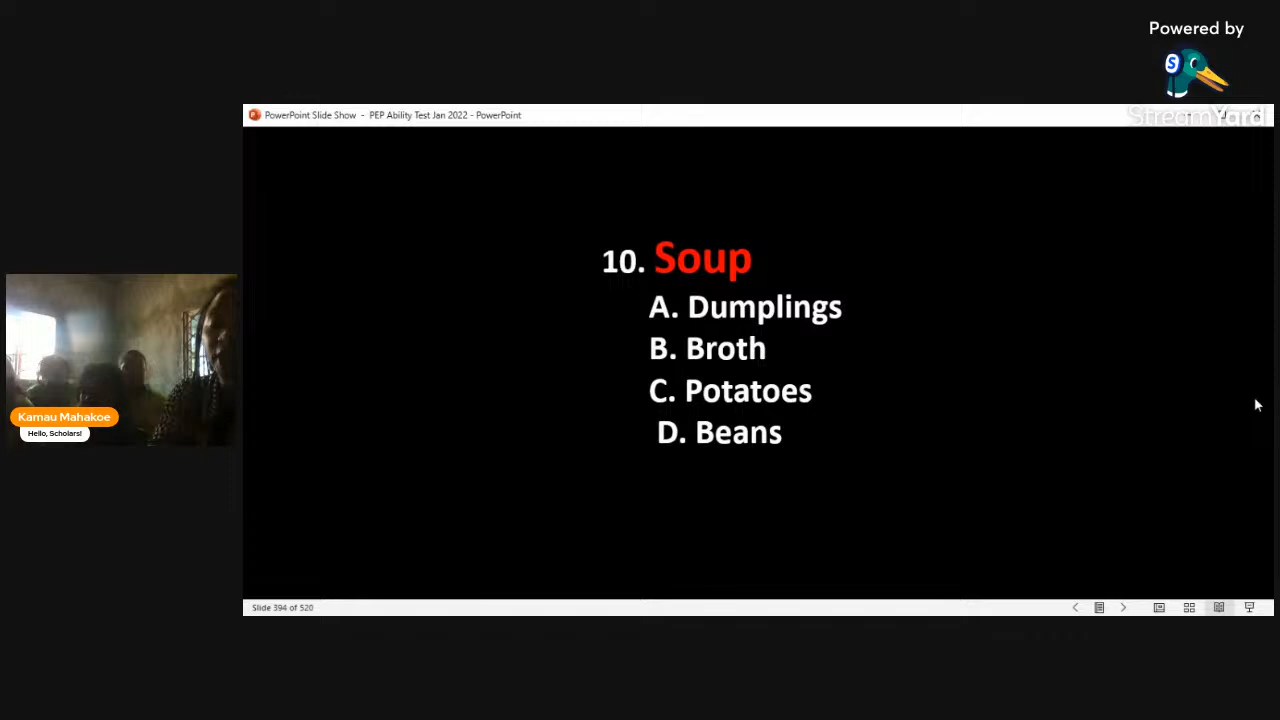 Powered by
StreamYard
PowerPoint Slide Show - PEP Ability Test Jan 2022 - PowerPoint
10. Soup
A. Dumplings
B. Broth
C. Potatoes
D. Beans
Kamau Mahakoe
Hello, Scholars!
Slide 394 of 520